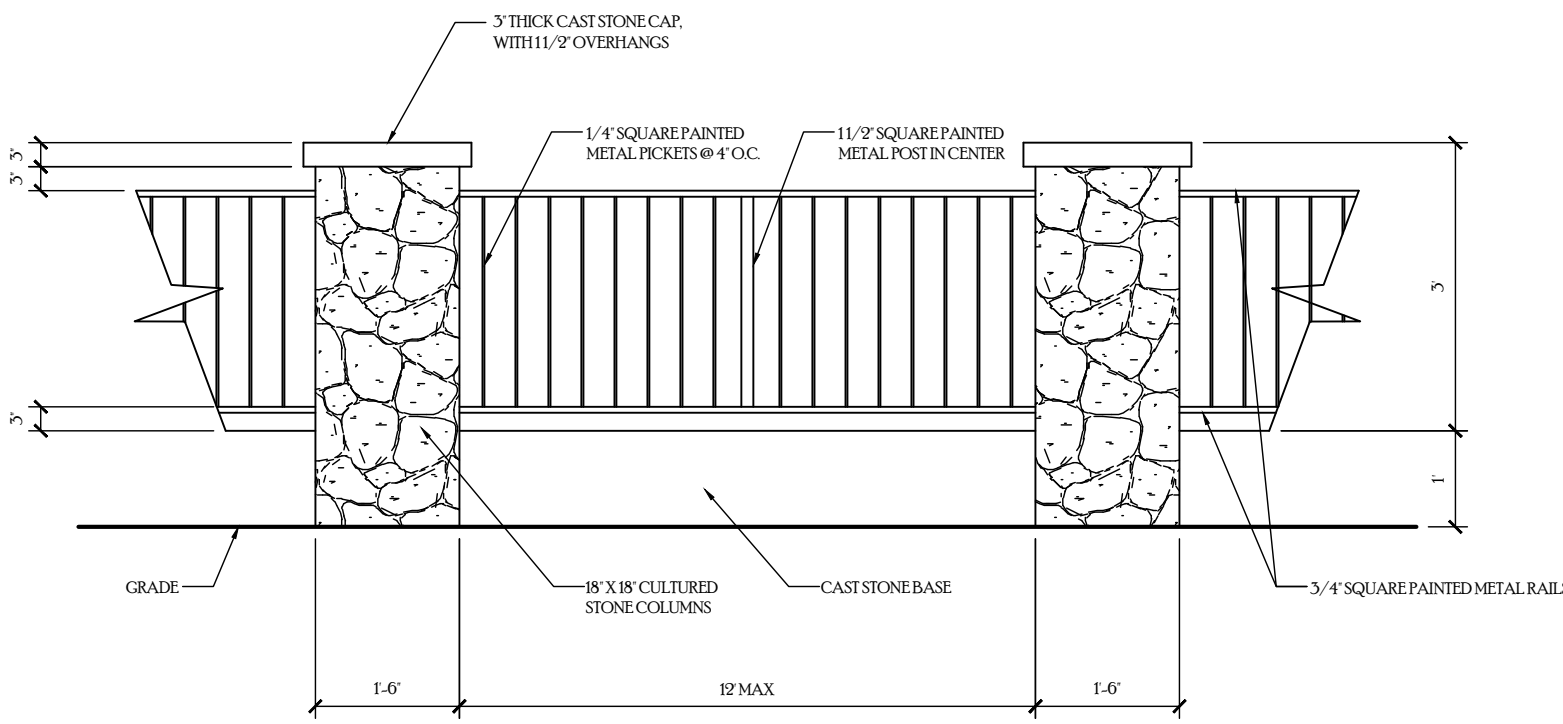 3" THICK CAST STONE CAP,
WITH 11/2" OVERHANGS
1/4" SQUARE PAINTED
METAL PICKETS @ 4" O.C.
11/2" SQUARE PAINTED
METAL POST IN CENTER
3"
3"
3"
3'
1'
GRADE
18" X 18" CULTURED
STONE COLUMNS
CAST STONE BASE
3/4" SQUARE PAINTED METAL RAILS
1'-6"
12' MAX
1'-6"